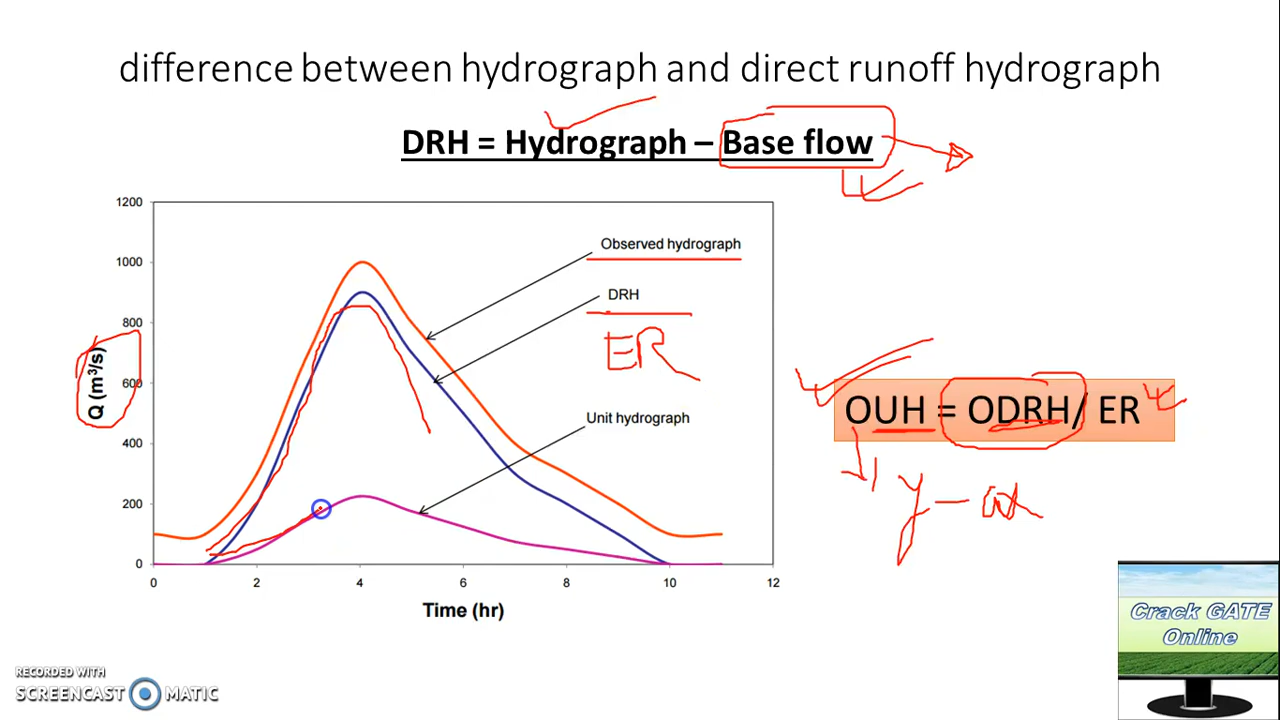 difference between hydrograph and direct runoff hydrograph
DRH = Hydrograph – Base flow
1200
1000
800
600
400
200
0
Q (m³/s)
Observed hydrograph
DRH
ER
Unit hydrograph
0 2 4 6 8 10 12
Time (hr)
OUH = ODRH/ ER
Crack GATE
Online
RECORDED WITH
SCREENCAST MATIC